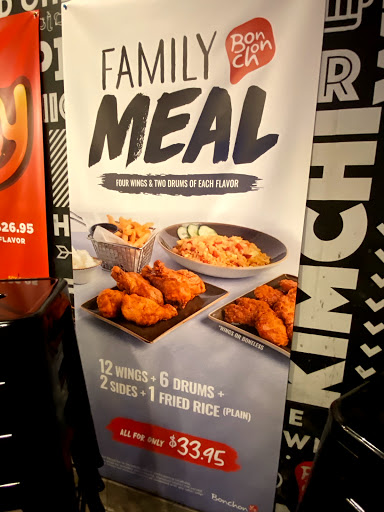 FAMILY
Bon
Chon
Ch
MEAL
FOUR WINGS & TWO DRUMS OF EACH FLAVOR
$26.95
FLAVOR
KIMCHI
*WINGS OR BONELESS
12 WINGS + 6 DRUMS +
2 SIDES + 1 FRIED RICE (PLAIN)
ALL FOR ONLY $33.95
Bonchon